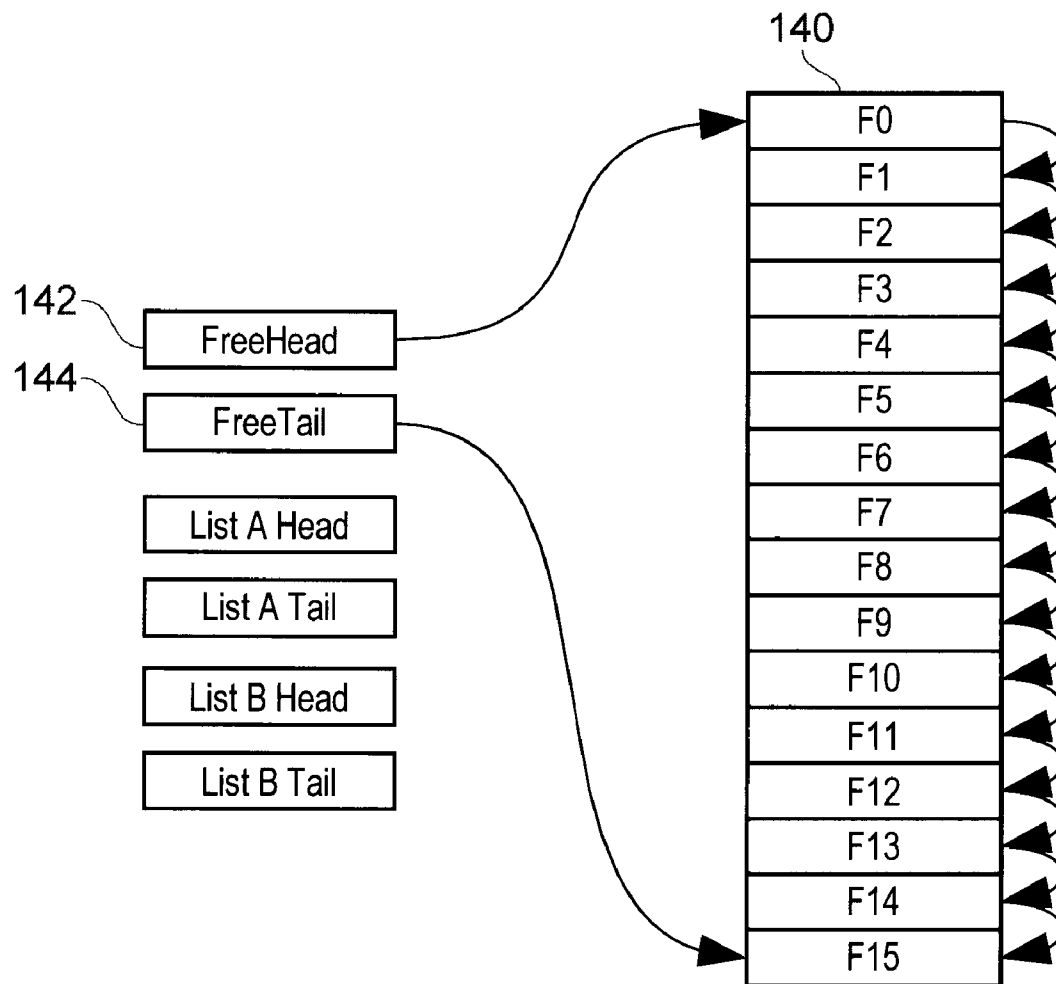 140
F0
F1
F2
F3
F4
F5
F6
F7
F8
F9
F10
F11
F12
F13
F14
F15
142
FreeHead
144
FreeTail
List A Head
List A Tail
List B Head
List B Tail